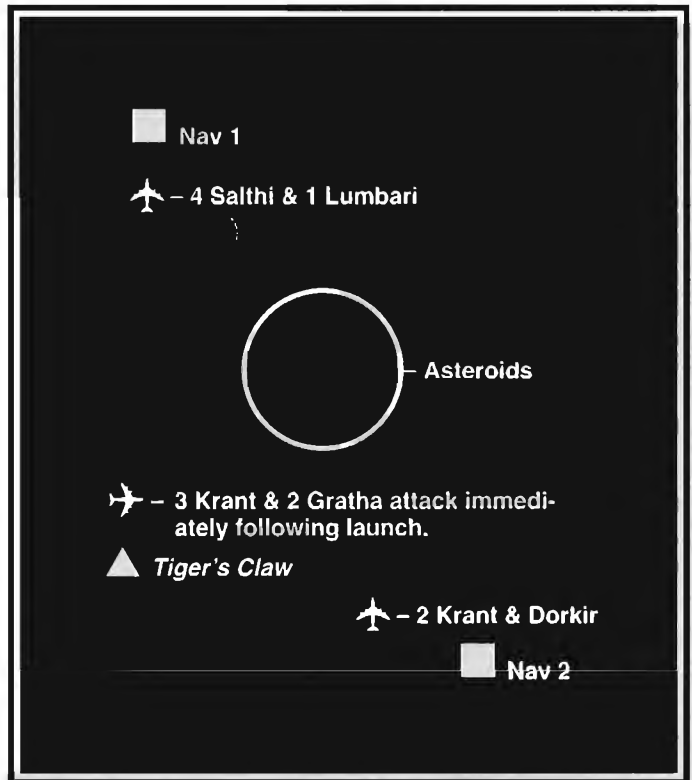 Nav 1
– 4 Salthi & 1 Lumbari
– Asteroids
– 3 Krant & 2 Gratha attack immedi-
ately following launch.
Tiger's Claw
– 2 Krant & Dorkir
Nav 2